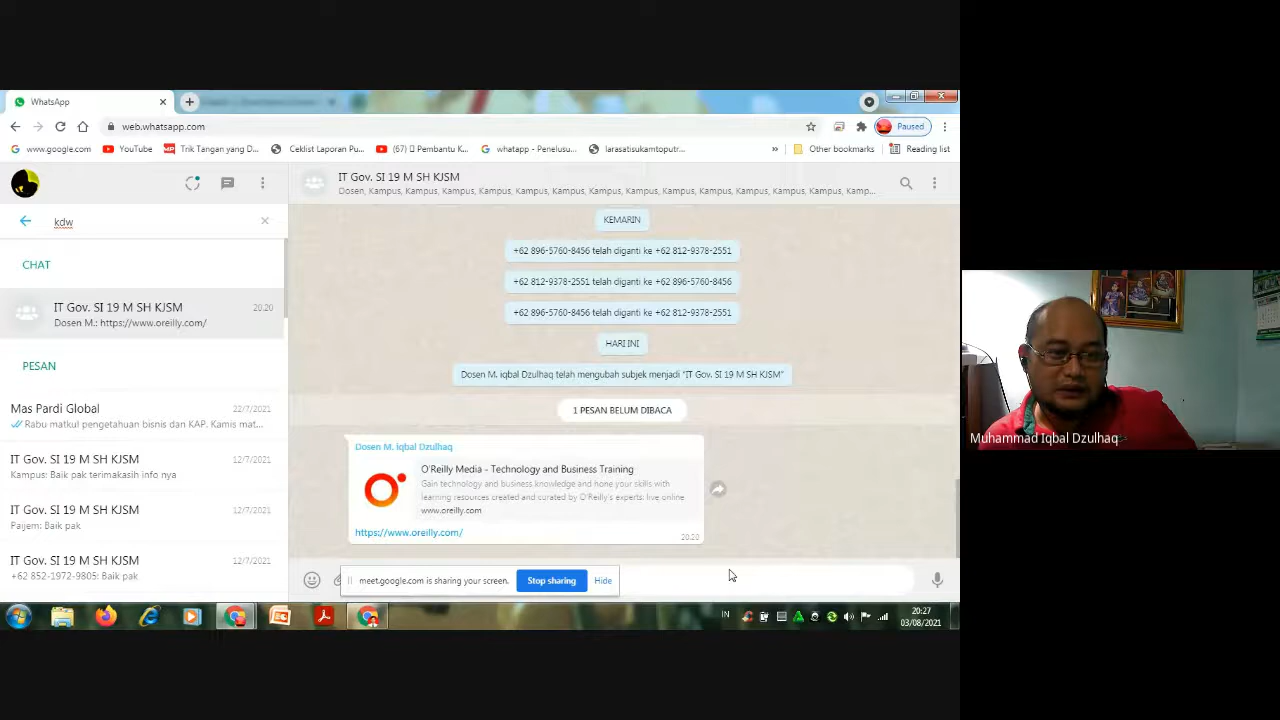 WhatsApp
web.whatsapp.com
Paused
www.google.com
YouTube
Trik Tangan yang D...
Ceklist Laporan Pu...
(67) Pembantu K...
whatapp - Penelusu...
larasatisukamtoputr...
»
Other bookmarks
Reading list
IT Gov. SI 19 M SH KJSM
Dosen, Kampus, Kampus, Kampus, Kampus, Kampus, Kampus, Kampus, Kampus, Kampus, Kampus, Kampus, Kampus, Kampus, Kamp...
kdw
CHAT
IT Gov. SI 19 M SH KJSM
20.20
Dosen M.: https://www.oreilly.com/
PESAN
Mas Pardi Global
22/7/2021
Rabu matkul pengetahuan bisnis dan KAP. Kamis mat...
IT Gov. SI 19 M SH KJSM
12/7/2021
Kampus: Baik pak terimakasih info nya
IT Gov. SI 19 M SH KJSM
12/7/2021
Paijem: Baik pak
IT Gov. SI 19 M SH KJSM
12/7/2021
+62 852-1972-9805: Baik pak
KEMARIN
+62 896-5760-8456 telah diganti ke +62 812-9378-2551
+62 812-9378-2551 telah diganti ke +62 896-5760-8456
+62 896-5760-8456 telah diganti ke +62 812-9378-2551
HARI INI
Dosen M. iqbal Dzulhaq telah mengubah subjek menjadi "IT Gov. SI 19 M SH KJSM"
1 PESAN BELUM DIBACA
Dosen M. iqbal Dzulhaq
O'Reilly Media - Technology and Business Training
Gain technology and business knowledge and hone your skills with
learning resources created and curated by O'Reilly's experts: live online
www.oreilly.com
https://www.oreilly.com/
20.20
meet.google.com is sharing your screen.
Stop sharing
Hide
IN
20:27
03/08/2021
Muhammad Iqbal Dzulhaq